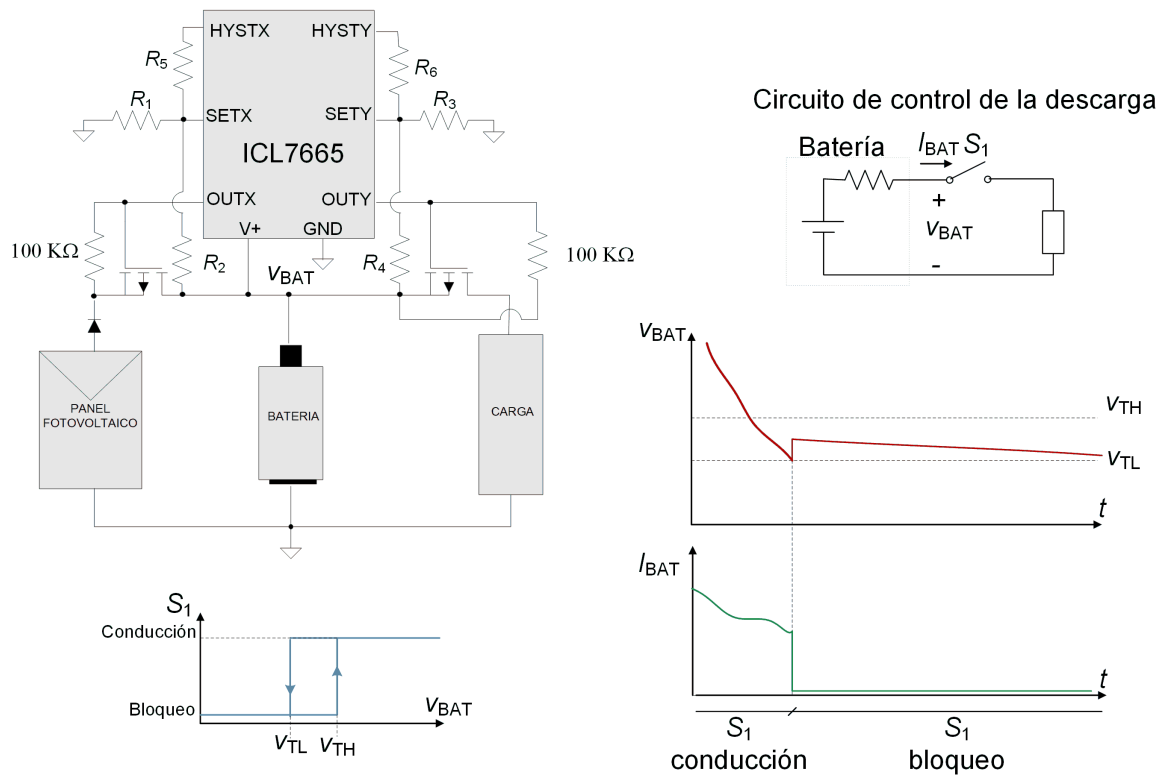 HYSTX
HYSTY
R5
R6
R1
R3
SETX
SETY
ICL7665
OUTX
OUTY
V+
GND
100 KΩ
R2
R4
100 KΩ
vBAT
PANEL
FOTOVOLTAICO
BATERIA
CARGA
S1
Conducción
Bloqueo
vBAT
vTL
vTH
Circuito de control de la descarga
Batería
IBAT
S1
+
vBAT
-
vBAT
vTH
vTL
t
IBAT
t
S1
conducción
S1
bloqueo